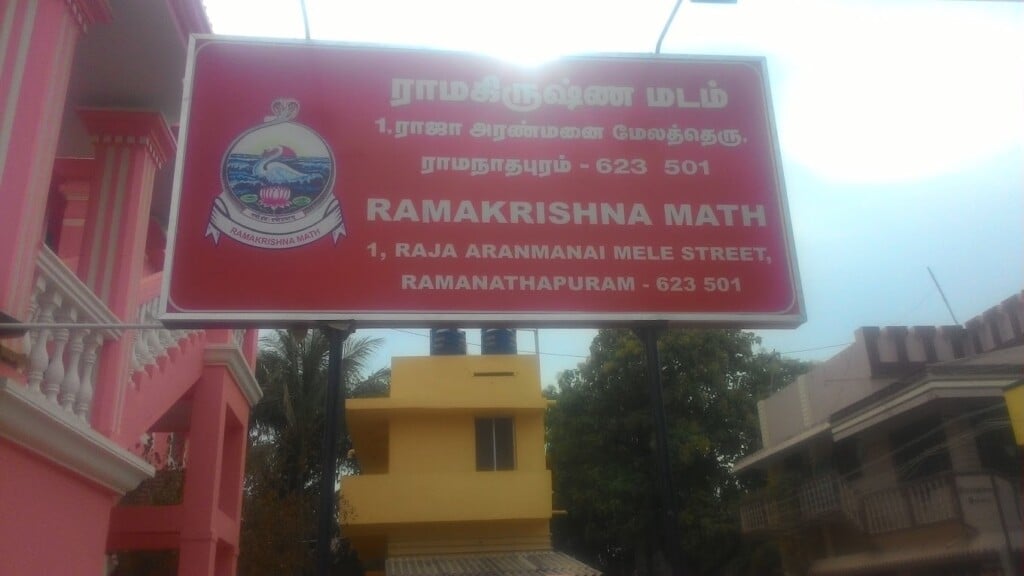 ராமகிருஷ்ண மடம்
1. ராஜா அரண்மனை மேலத்தெரு,
ராமநாதபுரம் - 623 501
RAMAKRISHNA MATH
1, RAJA ARANMANAI MELE STREET,
RAMANATHAPURAM - 623 501
RAMAKRISHNA MATH